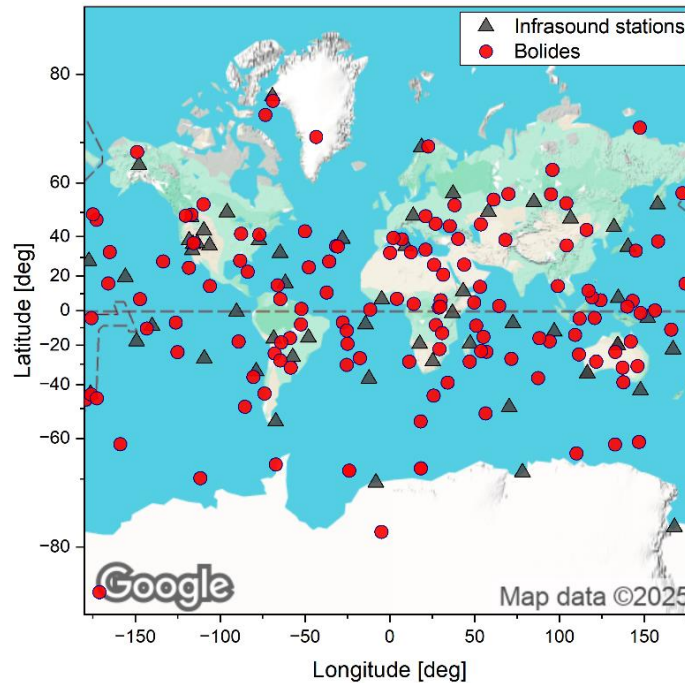 Infrasound stations
Bolides
80
60
40
20
0
−20
−40
−60
−80
Latitude [deg]
Google
Map data ©2025
−150
−100
−50
0
50
100
150
Longitude [deg]